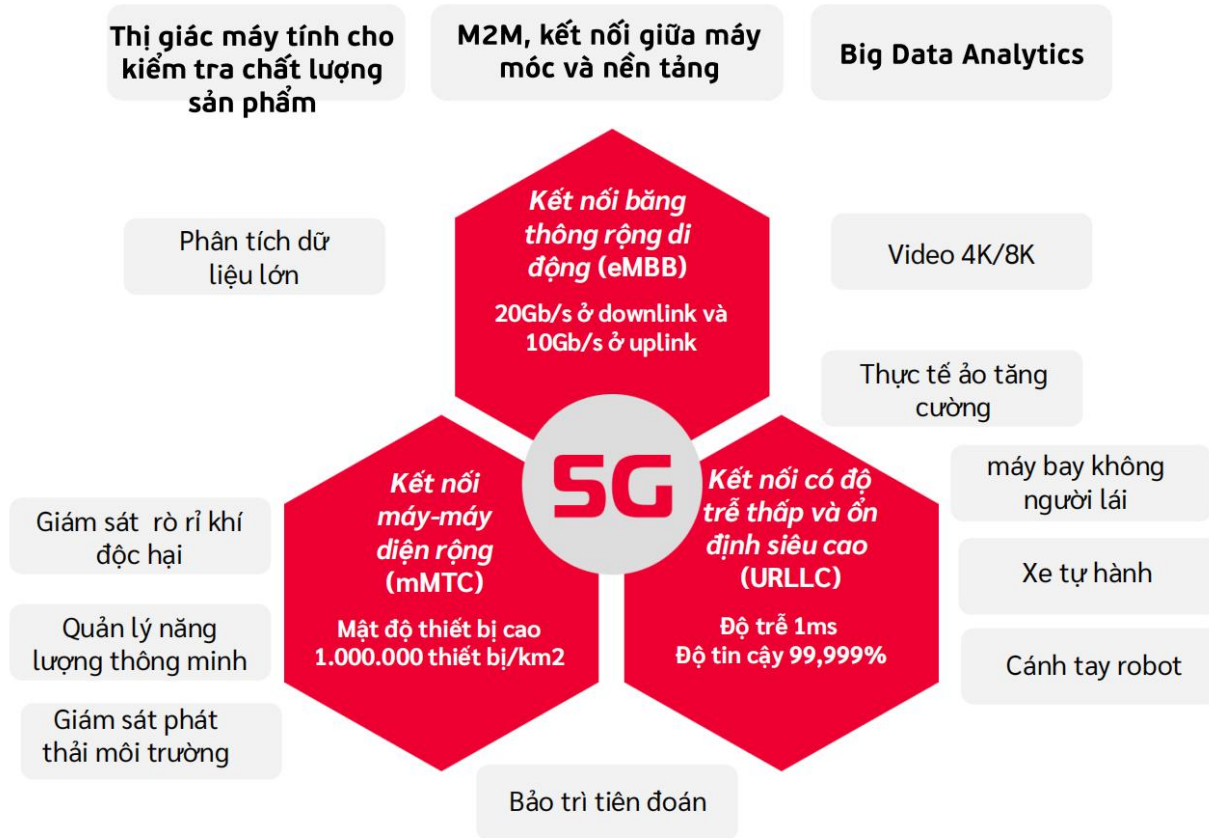 Thị giác máy tính cho
kiểm tra chất lượng
sản phẩm
M2M, kết nối giữa máy
móc và nền tảng
Big Data Analytics
Kết nối băng
thông rộng di
động (eMBB)
20Gb/s ở downlink và
10Gb/s ở uplink
Phân tích dữ
liệu lớn
Video 4K/8K
Thực tế ảo tăng
cường
5G
Kết nối
máy-máy
diện rộng
(mMTC)
Mật độ thiết bị cao
1.000.000 thiết bị/km2
Kết nối có độ
trễ thấp và ổn
định siêu cao
(URLLC)
Độ trễ 1ms
Độ tin cậy 99,999%
máy bay không
người lái
Xe tự hành
Cánh tay robot
Giám sát rò rỉ khí
độc hại
Quản lý năng
lượng thông minh
Giám sát phát
thải môi trường
Bảo trì tiên đoán